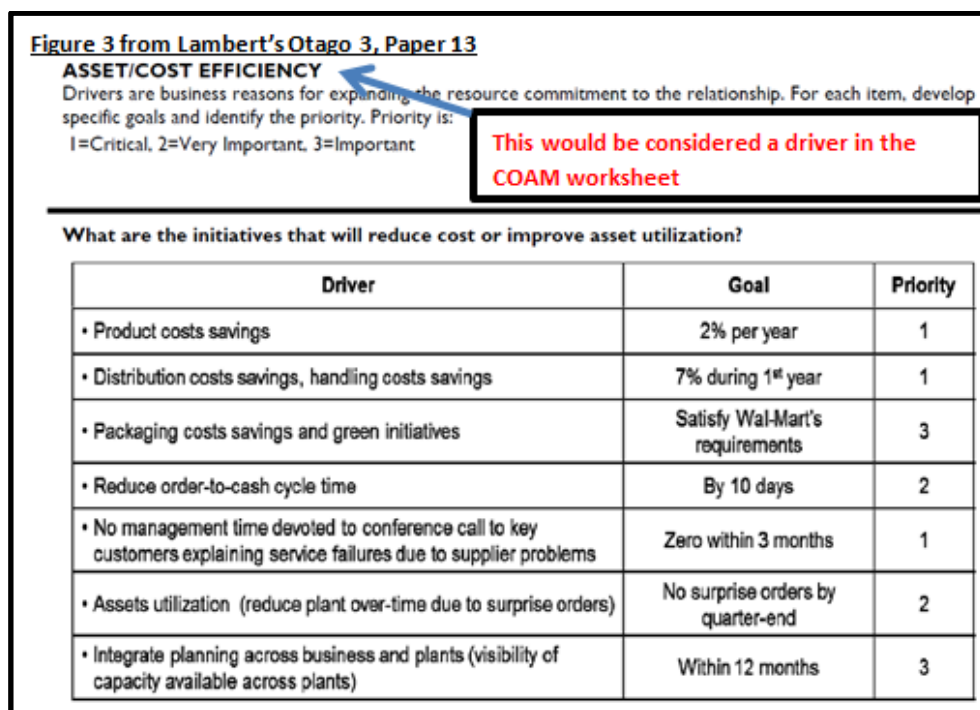 Figure 3 from Lambert's Otago 3, Paper 13
ASSET/COST EFFICIENCY
Drivers are business reasons for expanding the resource commitment to the relationship. For each item, develop
specific goals and identify the priority. Priority is:
1=Critical, 2=Very Important, 3=Important
This would be considered a driver in the
COAM worksheet
What are the initiatives that will reduce cost or improve asset utilization?
Driver Goal Priority
• Product costs savings 2% per year 1
• Distribution costs savings, handling costs savings 7% during 1st year 1
• Packaging costs savings and green initiatives Satisfy Wal-Mart's
requirements 3
• Reduce order-to-cash cycle time By 10 days 2
• No management time devoted to conference call to key
customers explaining service failures due to supplier problems Zero within 3 months 1
• Assets utilization (reduce plant over-time due to surprise orders) No surprise orders by
quarter-end 2
• Integrate planning across business and plants (visibility of
capacity available across plants) Within 12 months 3